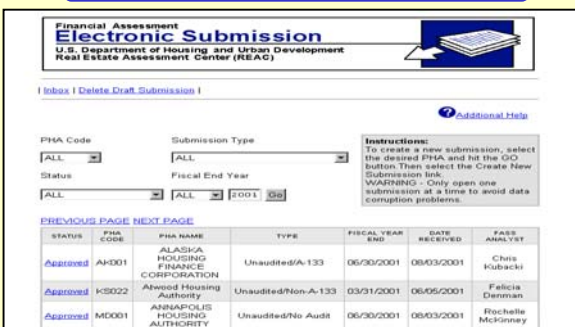 Financial Assessment
Electronic Submission
U.S. Department of Housing and Urban Development
Real Estate Assessment Center (REAC)
| Inbox | Delete Draft Submission |
Additional Help
PHA Code
Submission Type
ALL
ALL
Status
Fiscal End Year
ALL
ALL
2001
Go
Instructions:
To create a new submission, select
the desired PHA and hit the GO
button.Then select the Create New
Submission link.
WARNING - Only open one
submission at a time to avoid data
corruption problems.
PREVIOUS PAGE NEXT PAGE
STATUS
PHA
CODE
PHA NAME
TYPE
FISCAL YEAR
END
DATE
RECEIVED
FASS
ANALYST
Approved
AK001
ALASKA
HOUSING
FINANCE
CORPORATION
Unaudited/A-133
06/30/2001
08/03/2001
Chris
Kubacki
Approved
KS022
Atwood Housing
Authority
Unaudited/Non-A-133
03/31/2001
06/05/2001
Felicia
Denman
Approved
MD001
ANNAPOLIS
HOUSING
AUTHORITY
Unaudited/No Audit
06/30/2001
08/03/2001
Rochelle
McKinney